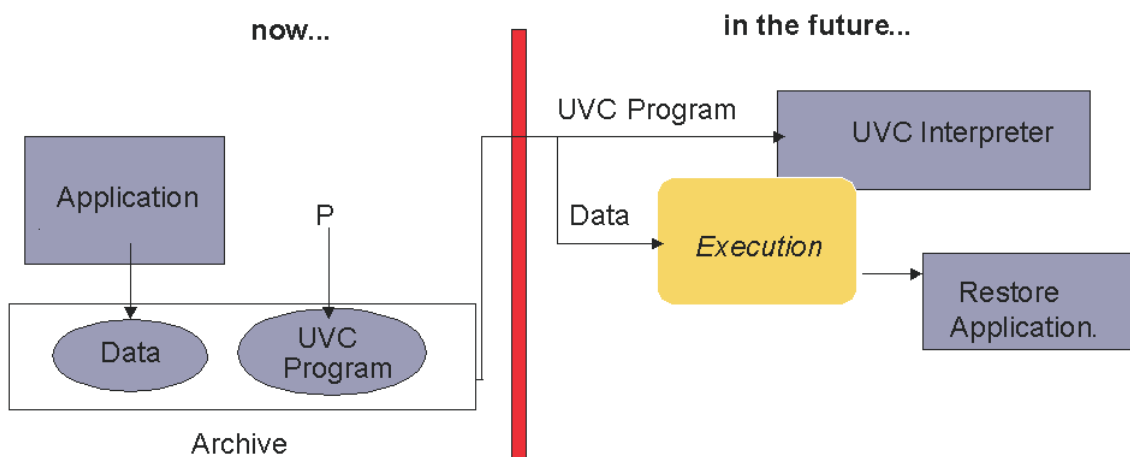 now...
in the future...
Application
P
Data
UVC
Program
Archive
UVC Program
UVC Interpreter
Data
Execution
Restore
Application.